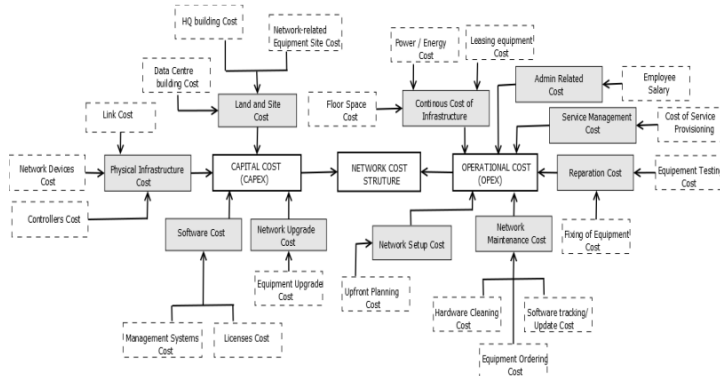 HQ building Cost
Network-related
Equipment Site Cost
Power / Energy
Cost
Leasing equipment
Cost
Data Centre
building Cost
Land and Site
Cost
Floor Space
Cost
Continous Cost of
Infrastructure
Admin Related
Cost
Employee
Salary
Link Cost
Service Management
Cost
Cost of Service
Provisioning
Network Devices
Cost
Physical Infrastructure
Cost
CAPITAL COST
(CAPEX)
NETWORK COST
STRUTURE
OPERATIONAL COST
(OPEX)
Reparation Cost
Equipement Testing
Cost
Controllers Cost
Software Cost
Network Upgrade
Cost
Network Setup Cost
Network
Maintenance Cost
Fixing of Equipment
Cost
Equipment Upgrade
Cost
Upfront Planning
Cost
Management Systems
Cost
Licenses Cost
Hardware Cleaning
Cost
Software tracking/
Update Cost
Equipment Ordering
Cost